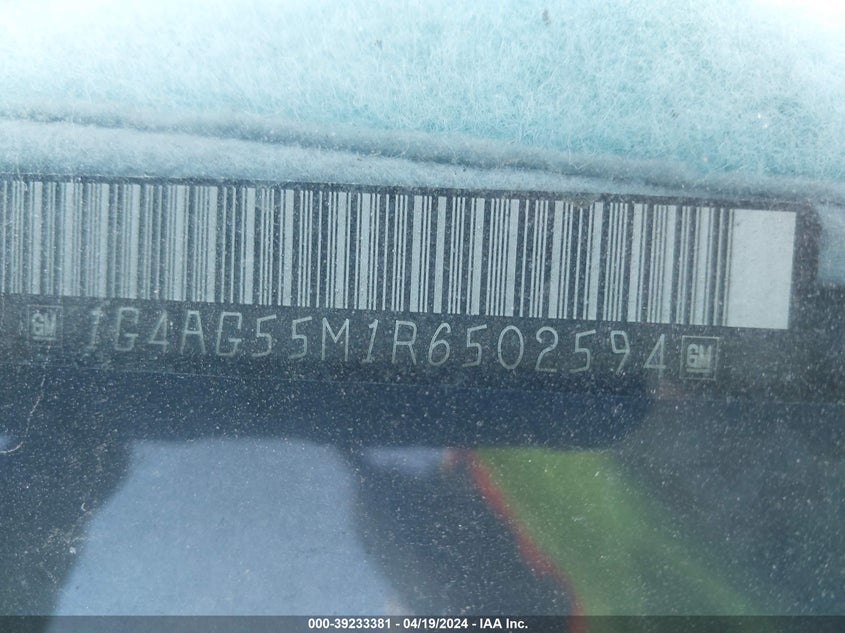 GM 1G4AG55M1R6502594 GM
000-39233381 - 04/19/2024 - IAA Inc.